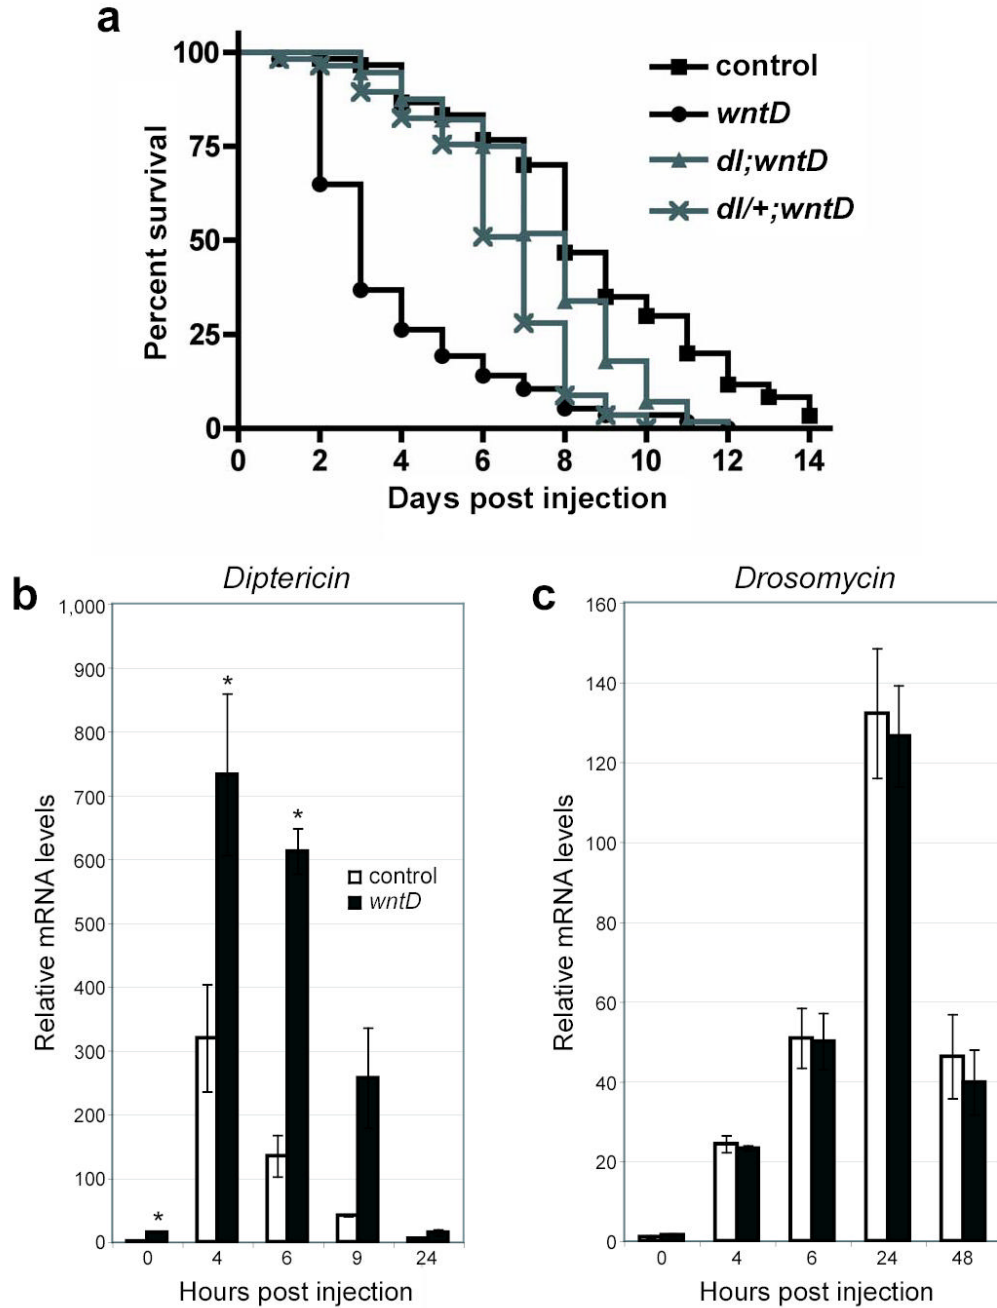 a
100
75
50
25
0
Percent survival
control
wntD
dl;wntD
dl/+;wntD
0 2 4 6 8 10 12 14
Days post injection
b
Diptericin
1,000
900
800
700
600
500
400
300
200
100
0
Relative mRNA levels
*
*
*
control
wntD
0 4 6 9 24
Hours post injection
c
Drosomycin
160
140
120
100
80
60
40
20
0
Relative mRNA levels
0 4 6 24 48
Hours post injection